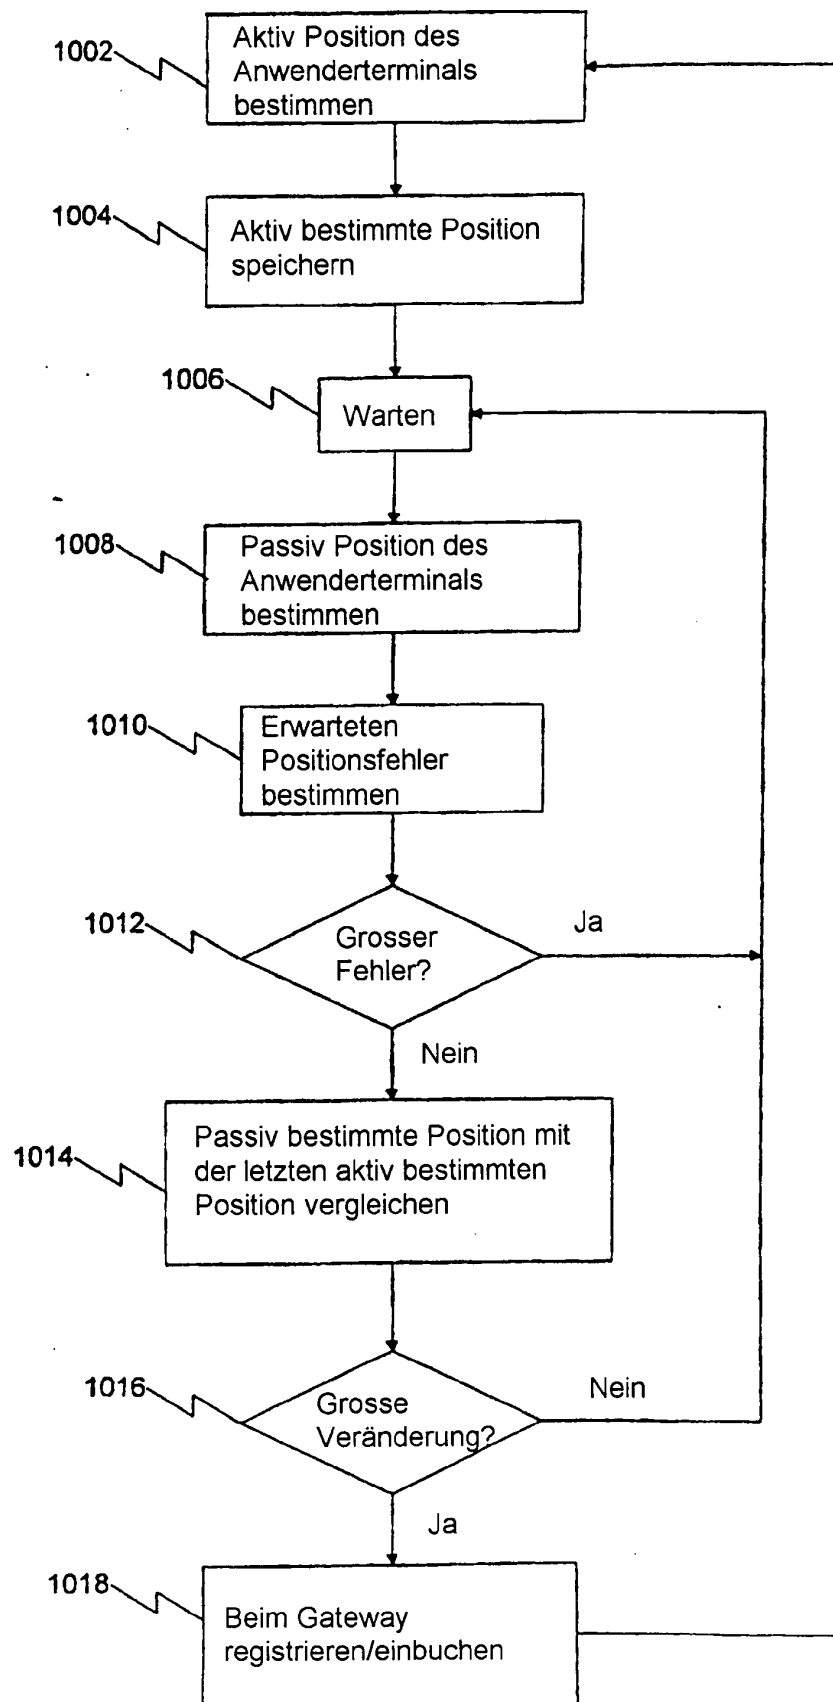 1002
Aktiv Position des
Anwenderterminals
bestimmen
1004
Aktiv bestimmte Position
speichern
1006
Warten
1008
Passiv Position des
Anwenderterminals
bestimmen
1010
Erwarteten
Positionsfehler
bestimmen
1012
Grosser
Fehler?
Ja
Nein
1014
Passiv bestimmte Position mit
der letzten aktiv bestimmten
Position vergleichen
1016
Grosse
Veränderung?
Nein
Ja
1018
Beim Gateway
registrieren/einbuchen